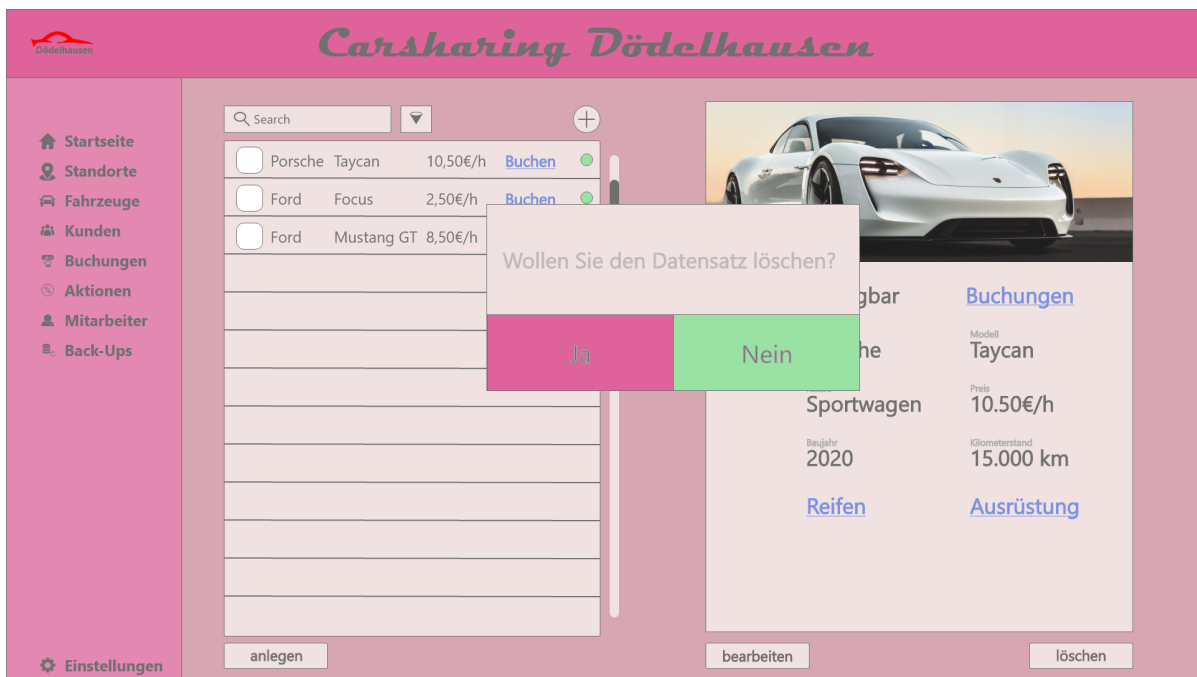 Dödelhausen
Carsharing Dödelhausen
Startseite
Standorte
Fahrzeuge
Kunden
Buchungen
Aktionen
Mitarbeiter
Back-Ups
Einstellungen
Search
Porsche Taycan 10,50€/h Buchen
Ford Focus 2,50€/h Buchen
Ford Mustang GT 8,50€/h
anlegen
Wollen Sie den Datensatz löschen?
Ja Nein
gbar Buchungen
Modell
he Taycan
Preis
Sportwagen 10.50€/h
Baujahr Kilometerstand
2020 15.000 km
Reifen Ausrüstung
bearbeiten löschen